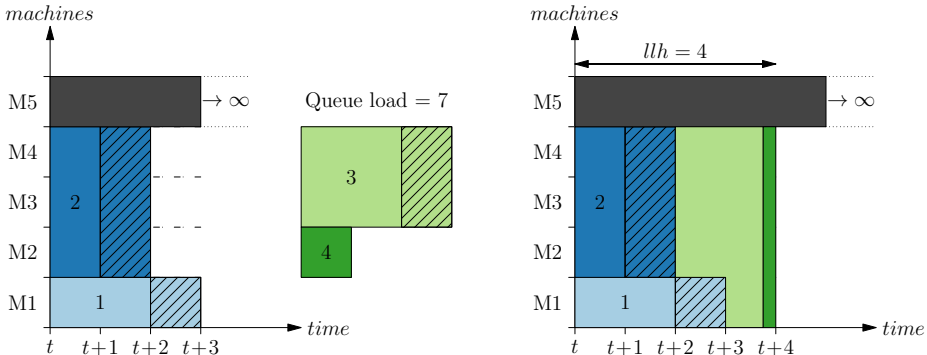 machines
M5
M4
M3
M2
M1
→ ∞
2
1
t
t+1
t+2
t+3
time
Queue load = 7
3
4
machines
llh = 4
→ ∞
2
1
M5
M4
M3
M2
M1
t
t+1
t+2
t+3
t+4
time